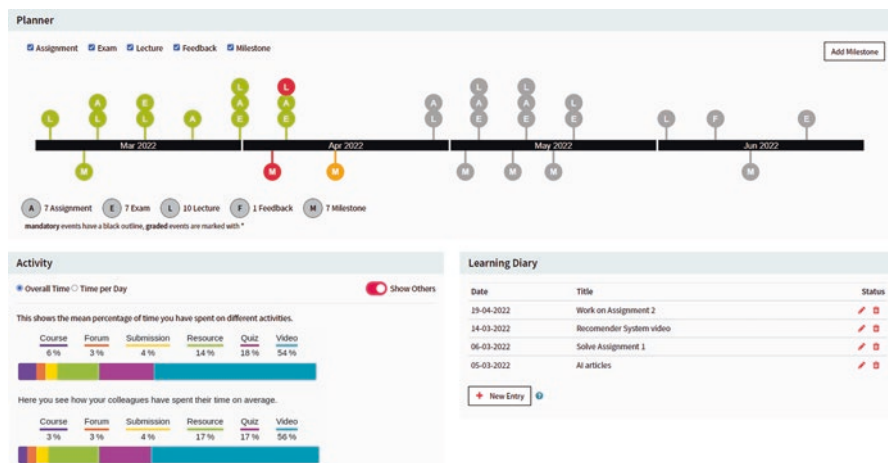 Planner
Assignment Exam Lecture Feedback Milestone
Add Milestone
L L L L
A E A A A A A L
L L L A E E L E E E L F E
Mar 2022 Apr 2022 May 2022 Jun 2022
M M M M M M M
A 7 Assignment E 7 Exam L 10 Lecture F 1 Feedback M 7 Milestone
mandatory events have a black outline, graded events are marked with *
Activity
Overall Time Time per Day Show Others
This shows the mean percentage of time you have spent on different activities.
Course Forum Submission Resource Quiz Video
6 % 3 % 4 % 14 % 18 % 54 %
Here you see how your colleagues have spent their time on average.
Course Forum Submission Resource Quiz Video
3 % 3 % 4 % 17 % 17 % 56 %
Learning Diary
Date Title Status
19-04-2022 Work on Assignment 2
14-03-2022 Recomender System video
06-03-2022 Solve Assignment 1
05-03-2022 AI articles
+ New Entry ?